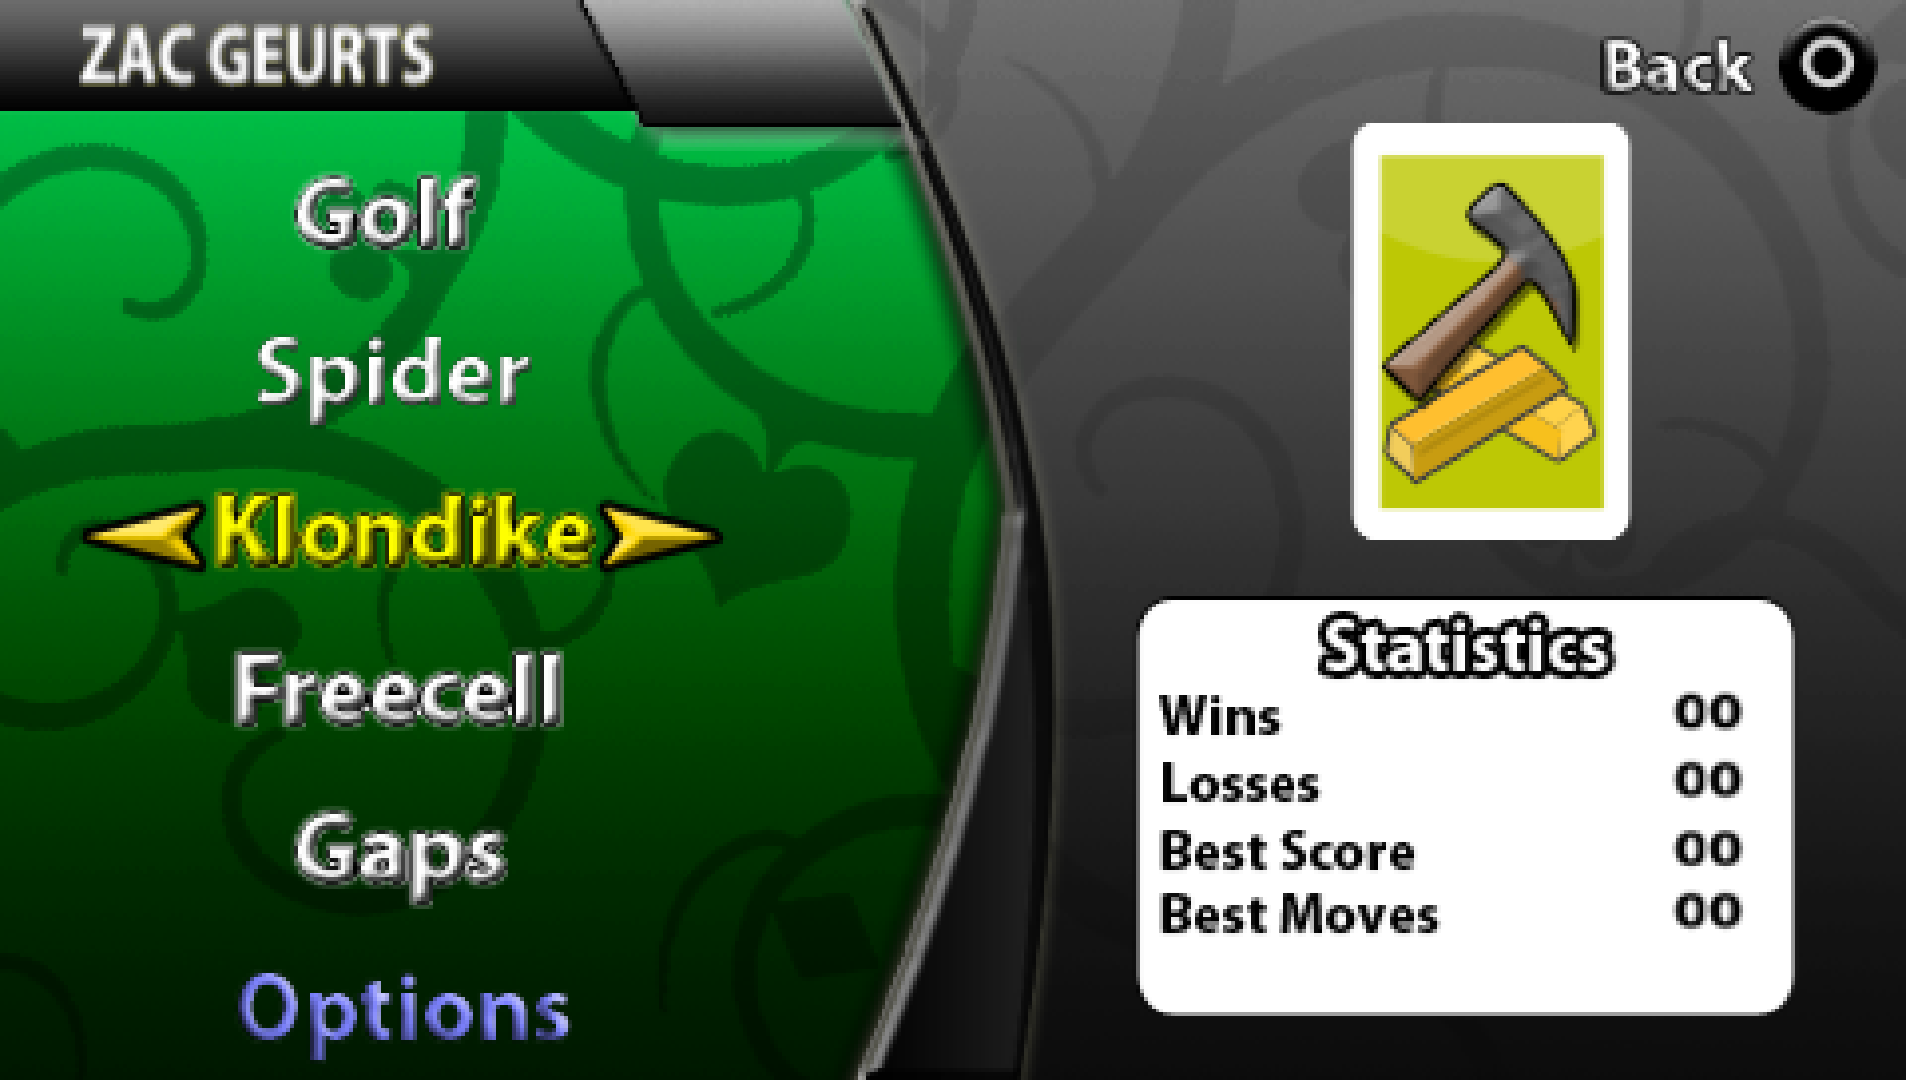 ZAC GEURTS
Back
Golf
Spider
Klondike
Freecell
Gaps
Options
Statistics
Wins 00
Losses 00
Best Score 00
Best Moves 00